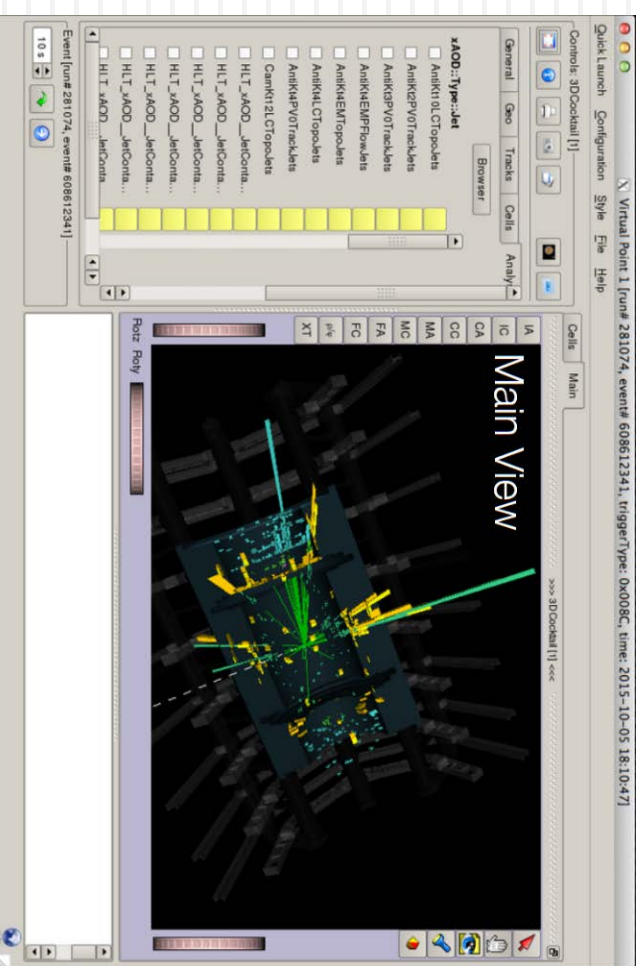 Virtual Point 1 [run# 281074, event# 608612341, triggerType: 0x008C, time: 2015-10-05 18:10:47]
Quick Launch Configuration Style File Help
Controls: 3DCocktail [1]
General Geo Tracks Cells Analy
Browser
xAOD::Type::Jet
AntiKt10LCTopoJets
AntiKt2PV0TrackJets
AntiKt3PV0TrackJets
AntiKt4EMPFlowJets
AntiKt4EMTopoJets
AntiKt4LCTopoJets
AntiKt4PV0TrackJets
CamKt12LCTopoJets
HLT_xAOD__JetConta...
HLT_xAOD__JetConta...
HLT_xAOD__JetConta...
HLT_xAOD__JetConta...
HLT_xAOD__JetConta...
HLT_xAOD__JetConta...
HLT_xAOD__JetConta...
Event [run# 281074, event# 608612341]
10 s
Cells Main
>>> 3DCocktail [1] <<<
IA
IC
CA
CC
MA
MC
FA
FC
p/φ
XT
Main View
Rotz Roty